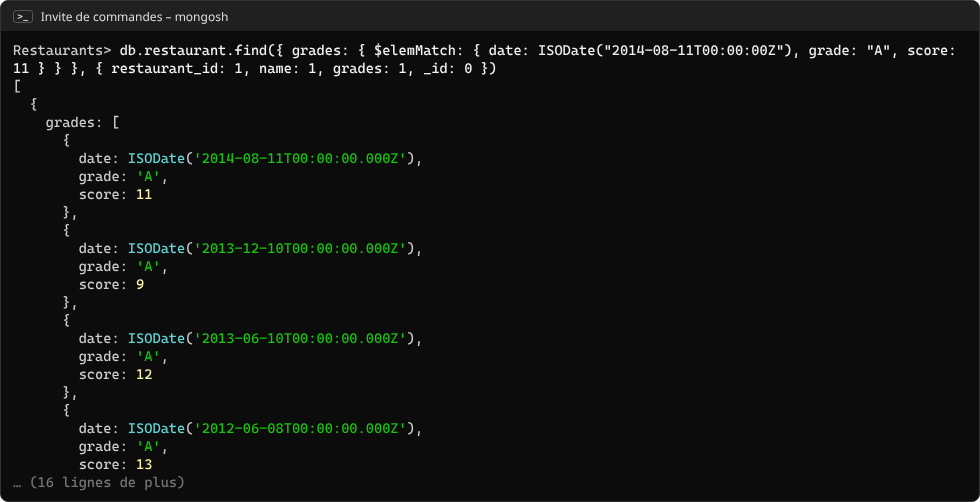 >_ Invite de commandes – mongosh
Restaurants> db.restaurant.find({ grades: { $elemMatch: { date: ISODate("2014-08-11T00:00:00Z"), grade: "A", score:
11 } } }, { restaurant_id: 1, name: 1, grades: 1, _id: 0 })
[
  {
    grades: [
      {
        date: ISODate('2014-08-11T00:00:00.000Z'),
        grade: 'A',
        score: 11
      },
      {
        date: ISODate('2013-12-10T00:00:00.000Z'),
        grade: 'A',
        score: 9
      },
      {
        date: ISODate('2013-06-10T00:00:00.000Z'),
        grade: 'A',
        score: 12
      },
      {
        date: ISODate('2012-06-08T00:00:00.000Z'),
        grade: 'A',
        score: 13
… (16 lignes de plus)